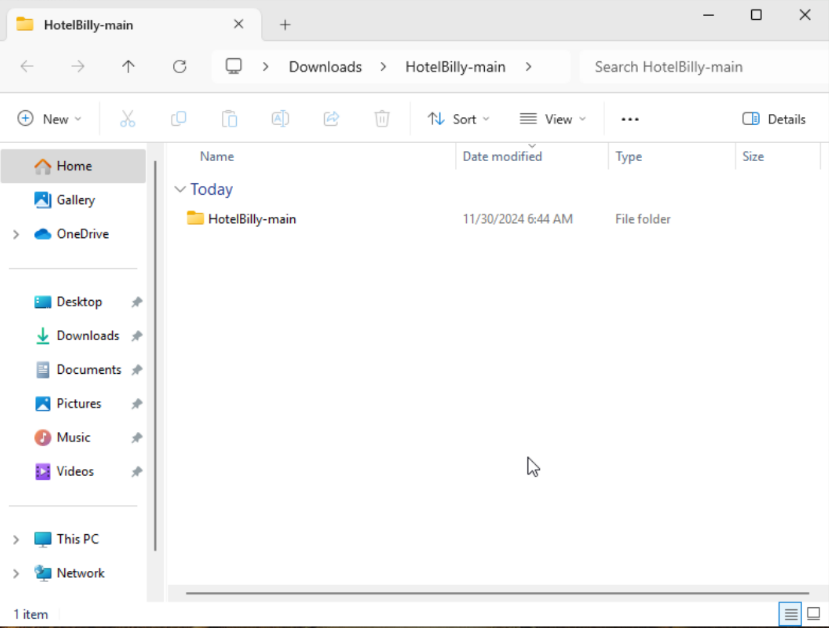 HotelBilly-main
Downloads HotelBilly-main Search HotelBilly-main
New Sort View Details
Name Date modified Type Size
Home
Today
Gallery
HotelBilly-main 11/30/2024 6:44 AM File folder
OneDrive
Desktop
Downloads
Documents
Pictures
Music
Videos
This PC
Network
1 item